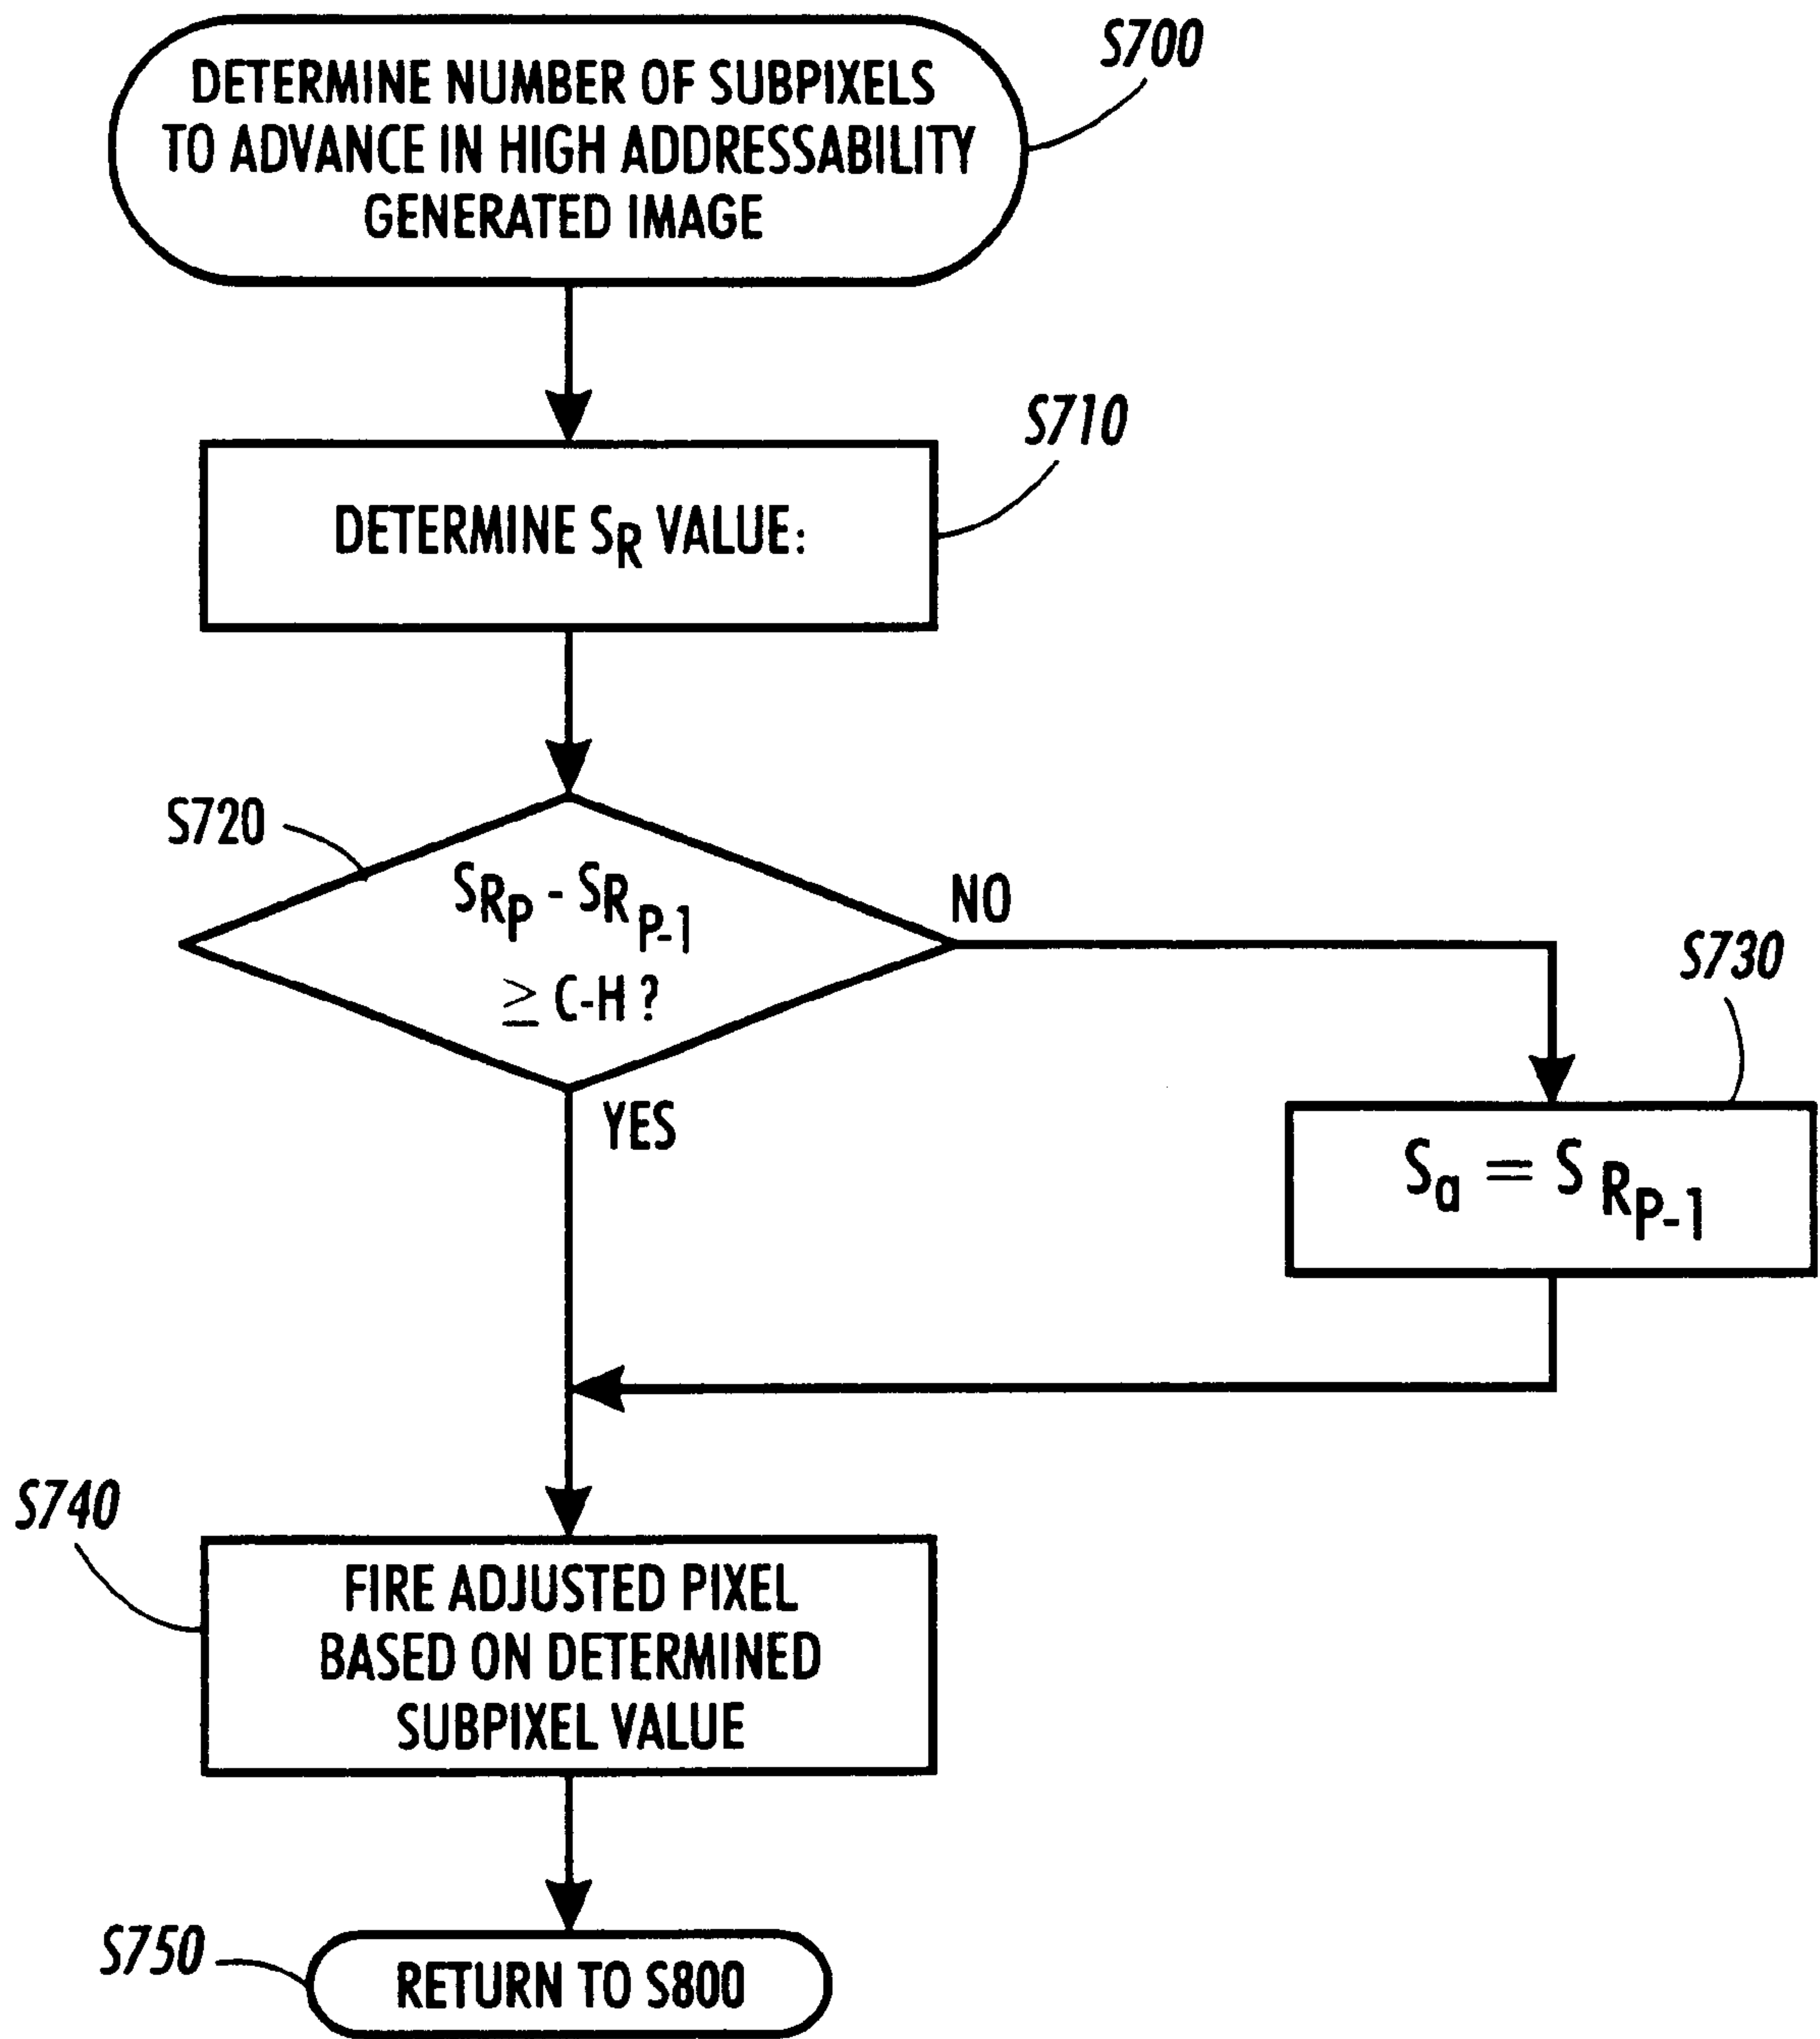 S700
DETERMINE NUMBER OF SUBPIXELS
TO ADVANCE IN HIGH ADDRESSABILITY
GENERATED IMAGE
S710
DETERMINE SR VALUE:
S720
SRP - SRP-1
≥ C-H ?
NO
YES
S730
Sa = SRP-1
S740
FIRE ADJUSTED PIXEL
BASED ON DETERMINED
SUBPIXEL VALUE
S750
RETURN TO S800